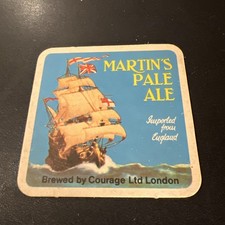 MARTIN'S
PALE
ALE
Imported
from
England
Brewed by Courage Ltd London